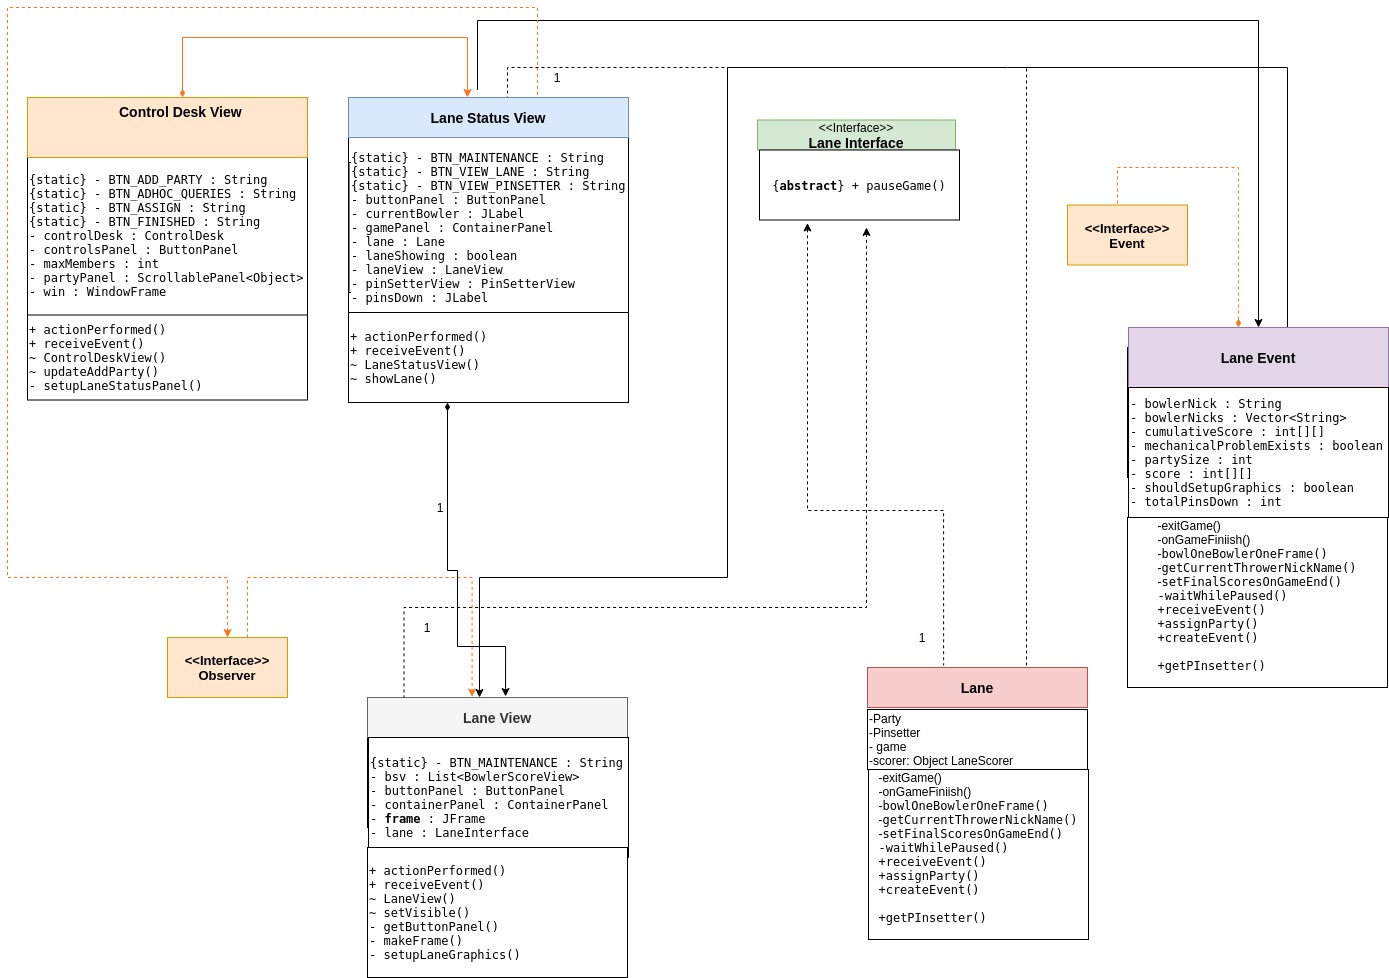 1
Control Desk View
{static} - BTN_ADD_PARTY : String
{static} - BTN_ADHOC_QUERIES : String
{static} - BTN_ASSIGN : String
{static} - BTN_FINISHED : String
- controlDesk : ControlDesk
- controlsPanel : ButtonPanel
- maxMembers : int
- partyPanel : ScrollablePanel<Object>
- win : WindowFrame
+ actionPerformed()
+ receiveEvent()
~ ControlDeskView()
~ updateAddParty()
- setupLaneStatusPanel()
Lane Status View
{static} - BTN_MAINTENANCE : String
{static} - BTN_VIEW_LANE : String
{static} - BTN_VIEW_PINSETTER : String
- buttonPanel : ButtonPanel
- currentBowler : JLabel
- gamePanel : ContainerPanel
- lane : Lane
- laneShowing : boolean
- laneView : LaneView
- pinSetterView : PinSetterView
- pinsDown : JLabel
+ actionPerformed()
+ receiveEvent()
~ LaneStatusView()
~ showLane()
<<Interface>>
Lane Interface
{abstract} + pauseGame()
<<Interface>>
Event
Lane Event
- bowlerNick : String
- bowlerNicks : Vector<String>
- cumulativeScore : int[][]
- mechanicalProblemExists : boolean
- partySize : int
- score : int[][]
- shouldSetupGraphics : boolean
- totalPinsDown : int
-exitGame()
-onGameFiniish()
-bowlOneBowlerOneFrame()
-getCurrentThrowerNickName()
-setFinalScoresOnGameEnd()
-waitWhilePaused()
+receiveEvent()
+assignParty()
+createEvent()
+getPInsetter()
1
1
1
<<Interface>>
Observer
Lane View
{static} - BTN_MAINTENANCE : String
- bsv : List<BowlerScoreView>
- buttonPanel : ButtonPanel
- containerPanel : ContainerPanel
- frame : JFrame
- lane : LaneInterface
+ actionPerformed()
+ receiveEvent()
~ LaneView()
~ setVisible()
- getButtonPanel()
- makeFrame()
- setupLaneGraphics()
Lane
-Party
-Pinsetter
- game
-scorer: Object LaneScorer
-exitGame()
-onGameFiniish()
-bowlOneBowlerOneFrame()
-getCurrentThrowerNickName()
-setFinalScoresOnGameEnd()
-waitWhilePaused()
+receiveEvent()
+assignParty()
+createEvent()
+getPInsetter()